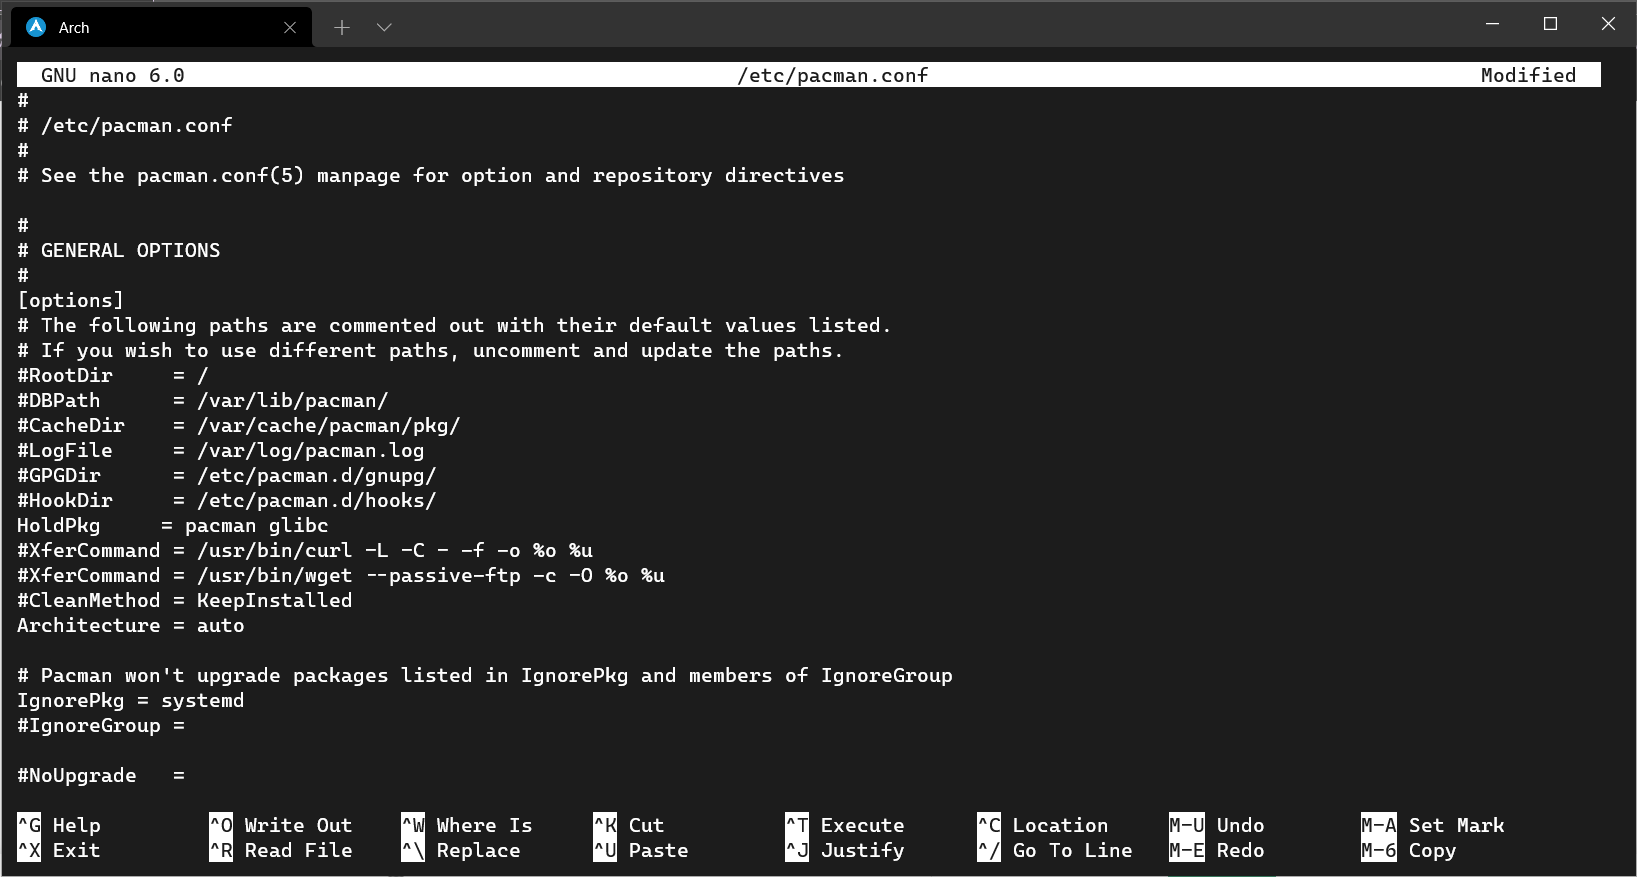 Arch
GNU nano 6.0 /etc/pacman.conf Modified
#
# /etc/pacman.conf
#
# See the pacman.conf(5) manpage for option and repository directives

#
# GENERAL OPTIONS
#
[options]
# The following paths are commented out with their default values listed.
# If you wish to use different paths, uncomment and update the paths.
#RootDir     = /
#DBPath      = /var/lib/pacman/
#CacheDir    = /var/cache/pacman/pkg/
#LogFile     = /var/log/pacman.log
#GPGDir      = /etc/pacman.d/gnupg/
#HookDir     = /etc/pacman.d/hooks/
HoldPkg     = pacman glibc
#XferCommand = /usr/bin/curl -L -C - -f -o %o %u
#XferCommand = /usr/bin/wget --passive-ftp -c -O %o %u
#CleanMethod = KeepInstalled
Architecture = auto

# Pacman won't upgrade packages listed in IgnorePkg and members of IgnoreGroup
IgnorePkg = systemd
#IgnoreGroup =

#NoUpgrade   =

^G Help ^O Write Out ^W Where Is ^K Cut ^T Execute ^C Location M-U Undo M-A Set Mark
^X Exit ^R Read File ^\ Replace ^U Paste ^J Justify ^/ Go To Line M-E Redo M-6 Copy